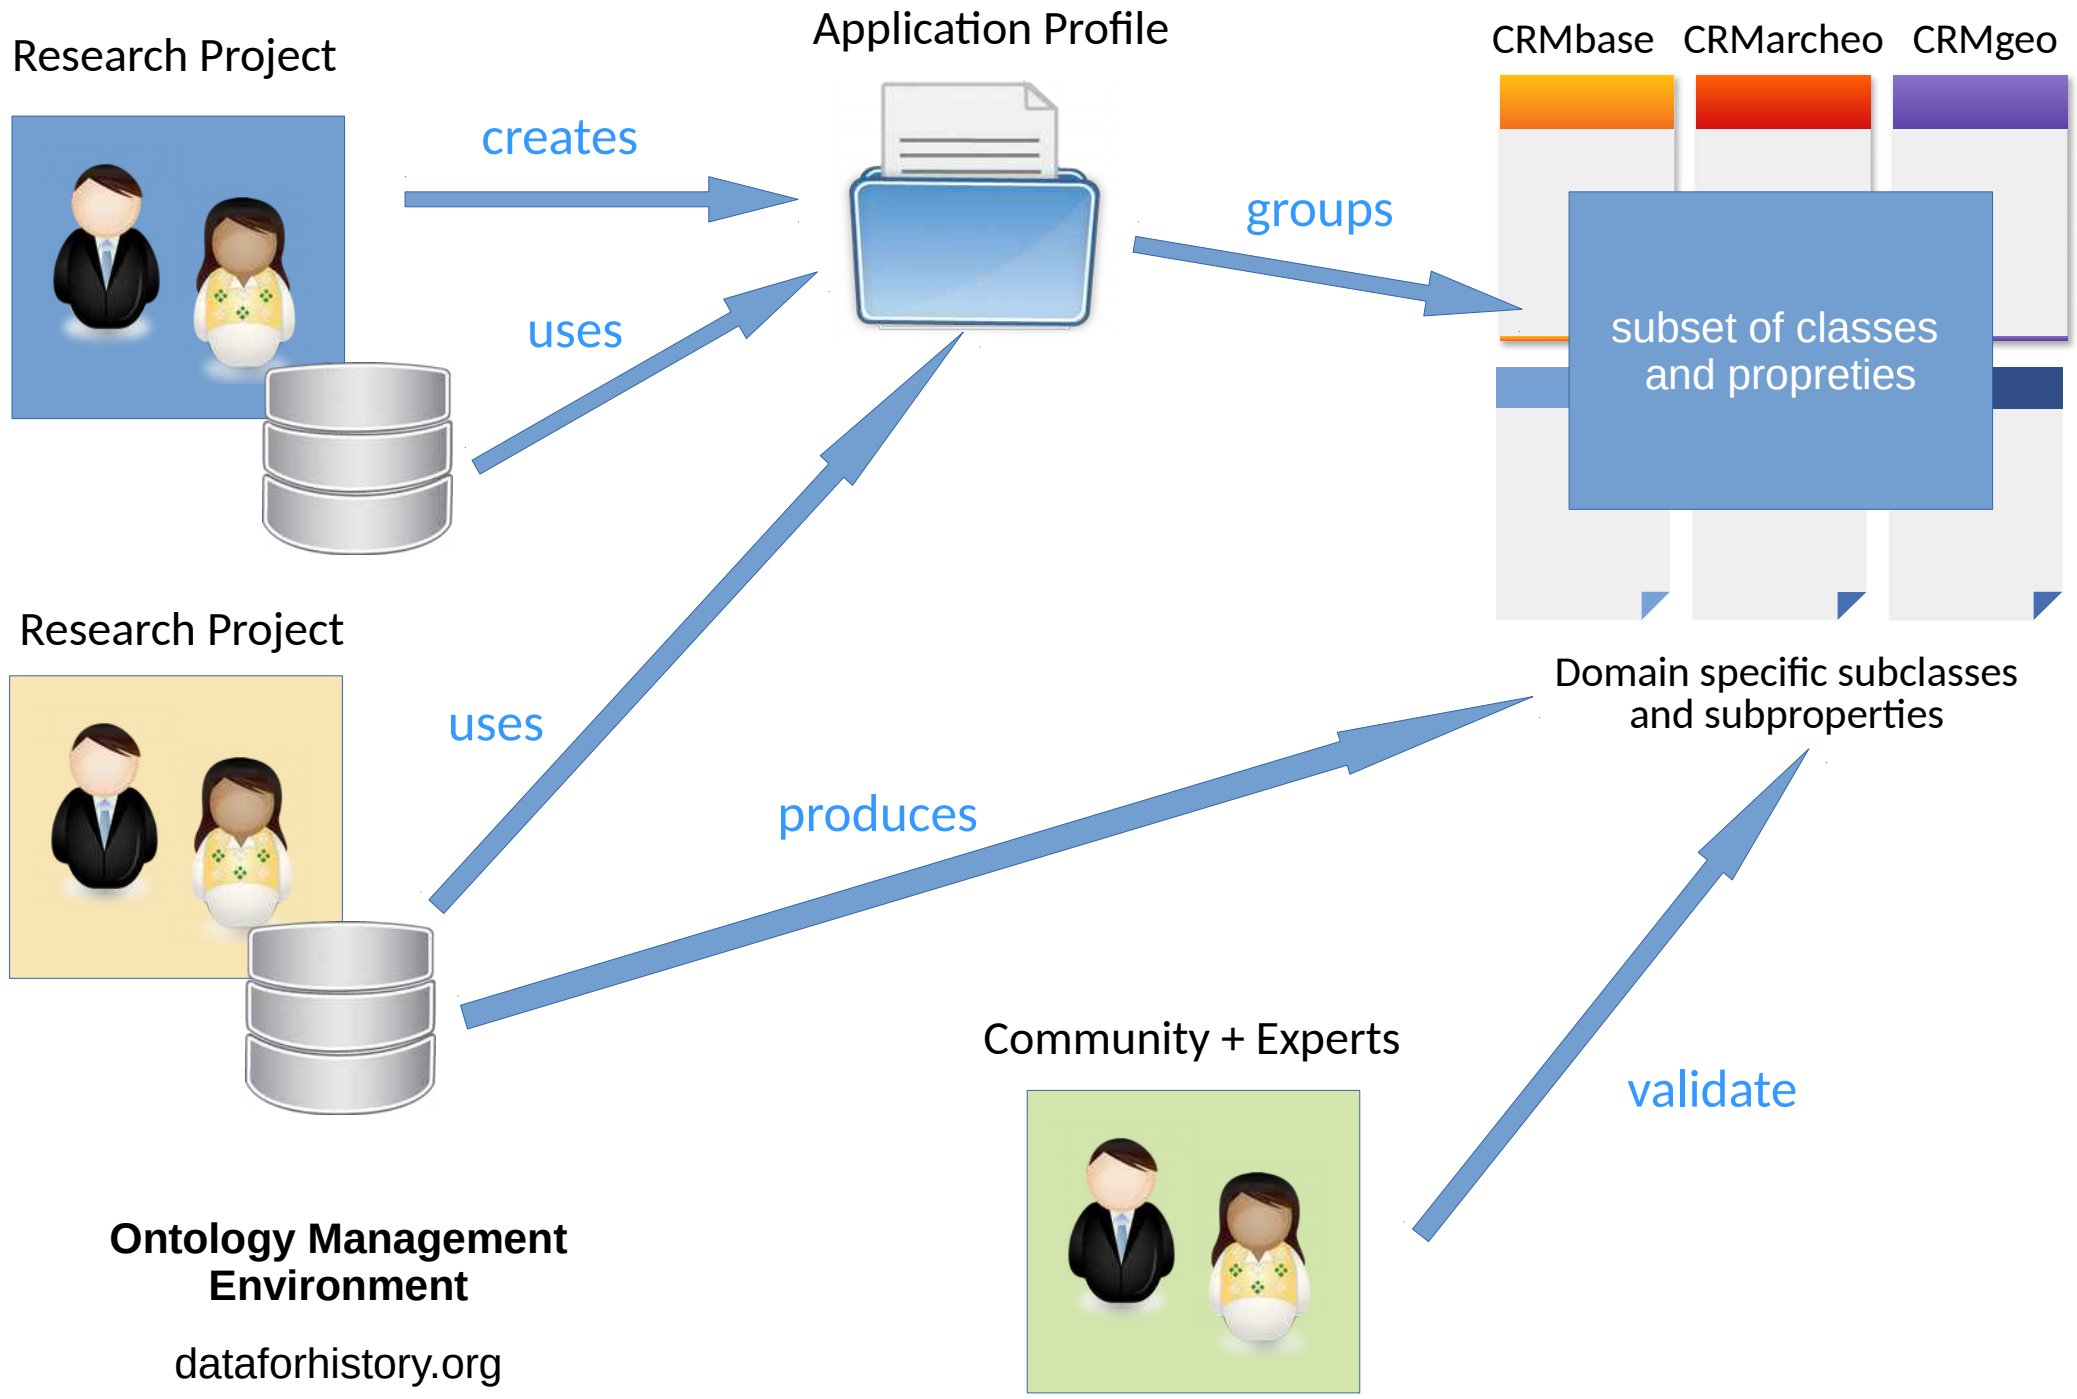 Research Project
Application Profile
CRMbase CRMarcheo CRMgeo
creates
groups
uses
subset of classes
and propreties
Research Project
Domain specific subclasses
and subproperties
uses
produces
Community + Experts
validate
Ontology Management
Environment
dataforhistory.org